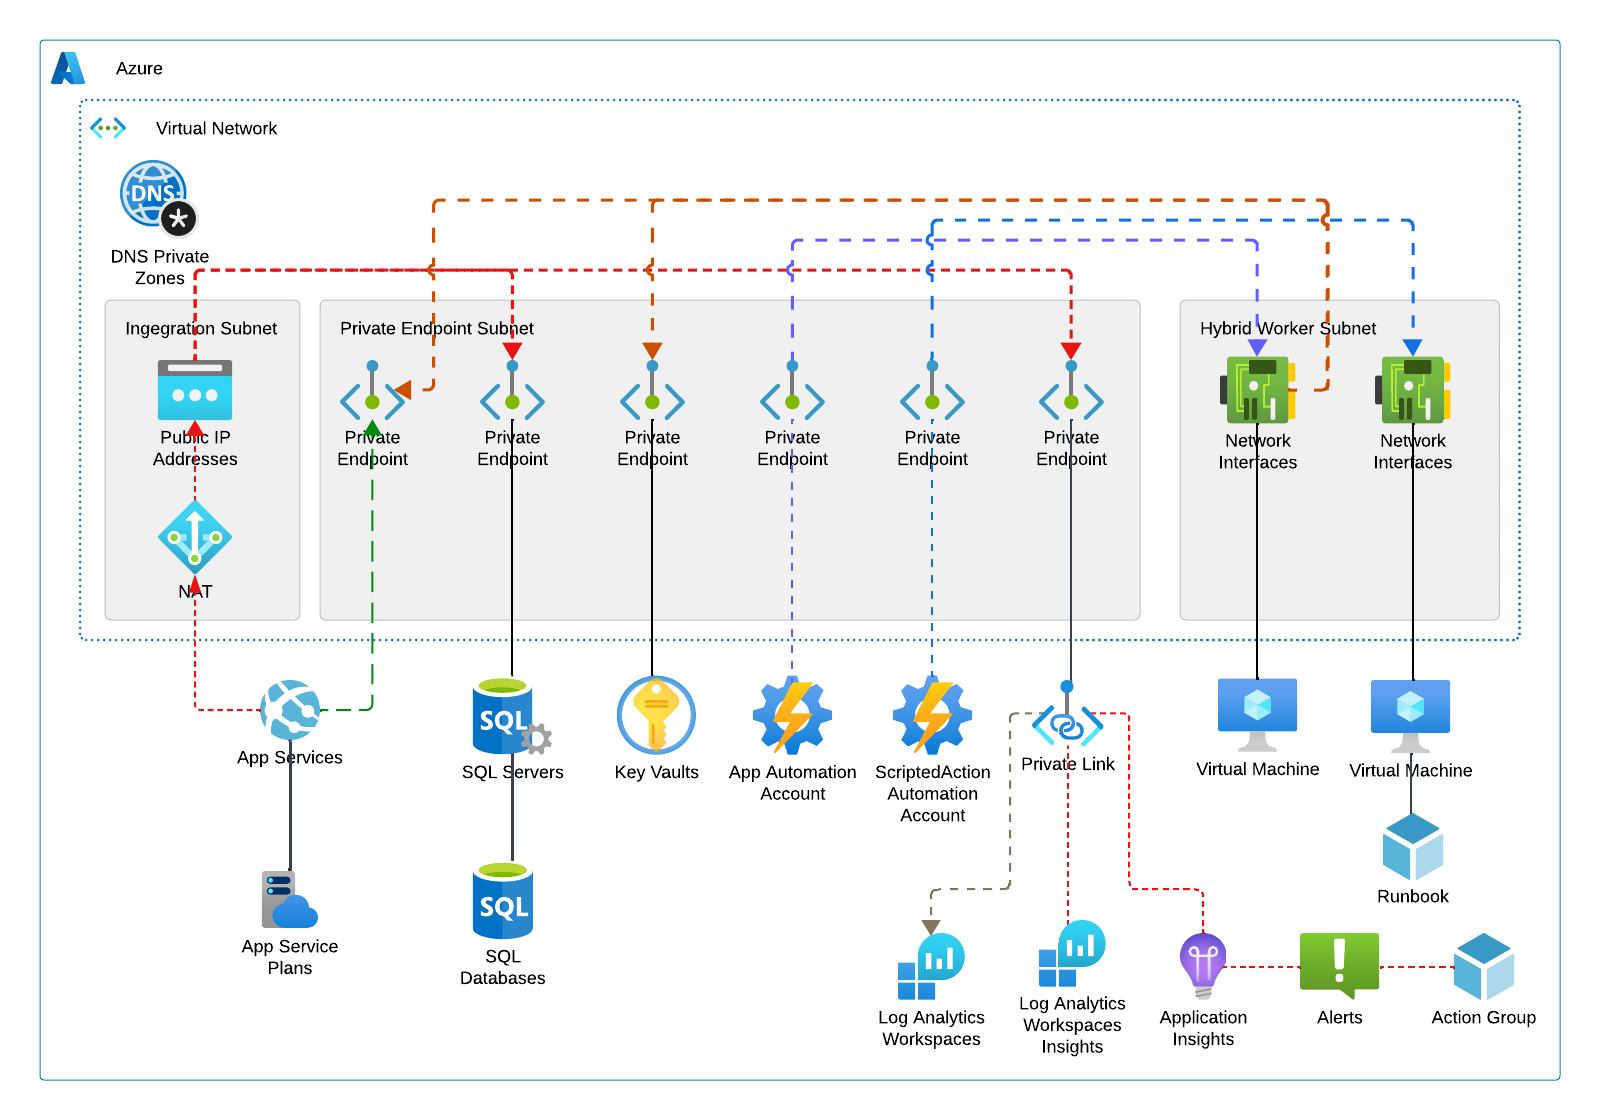 Azure
Virtual Network
DNS
DNS Private
Zones
Ingegration Subnet
Private Endpoint Subnet
Hybrid Worker Subnet
Public IP
Addresses
Private
Endpoint
Private
Endpoint
Private
Endpoint
Private
Endpoint
Private
Endpoint
Private
Endpoint
Network
Interfaces
Network
Interfaces
NAT
App Services
SQL
SQL Servers
Key Vaults
App Automation
Account
ScriptedAction
Automation
Account
Private Link
Virtual Machine
Virtual Machine
Runbook
App Service
Plans
SQL
SQL
Databases
Log Analytics
Workspaces
Log Analytics
Workspaces
Insights
Application
Insights
Alerts
Action Group